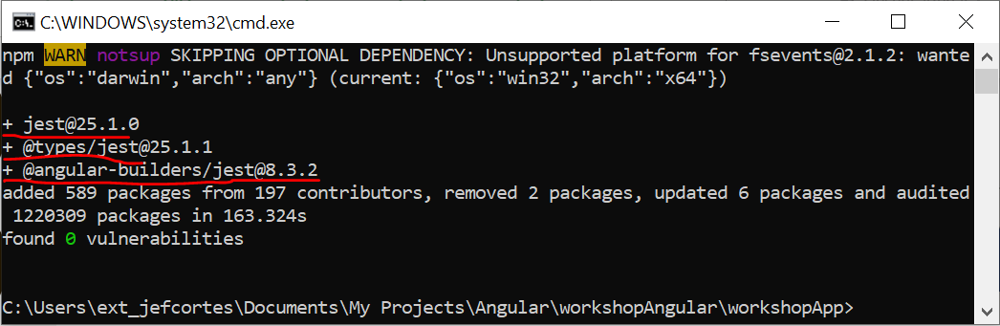 C:\WINDOWS\system32\cmd.exe
npm WARN notsup SKIPPING OPTIONAL DEPENDENCY: Unsupported platform for fsevents@2.1.2: wante
d {"os":"darwin","arch":"any"} (current: {"os":"win32","arch":"x64"})
+ jest@25.1.0
+ @types/jest@25.1.1
+ @angular-builders/jest@8.3.2
added 589 packages from 197 contributors, removed 2 packages, updated 6 packages and audited
1220309 packages in 163.324s
found 0 vulnerabilities
C:\Users\ext_jefcortes\Documents\My Projects\Angular\workshopAngular\workshopApp>